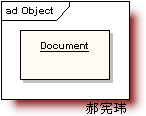 ad Object
Document
郝宪玮